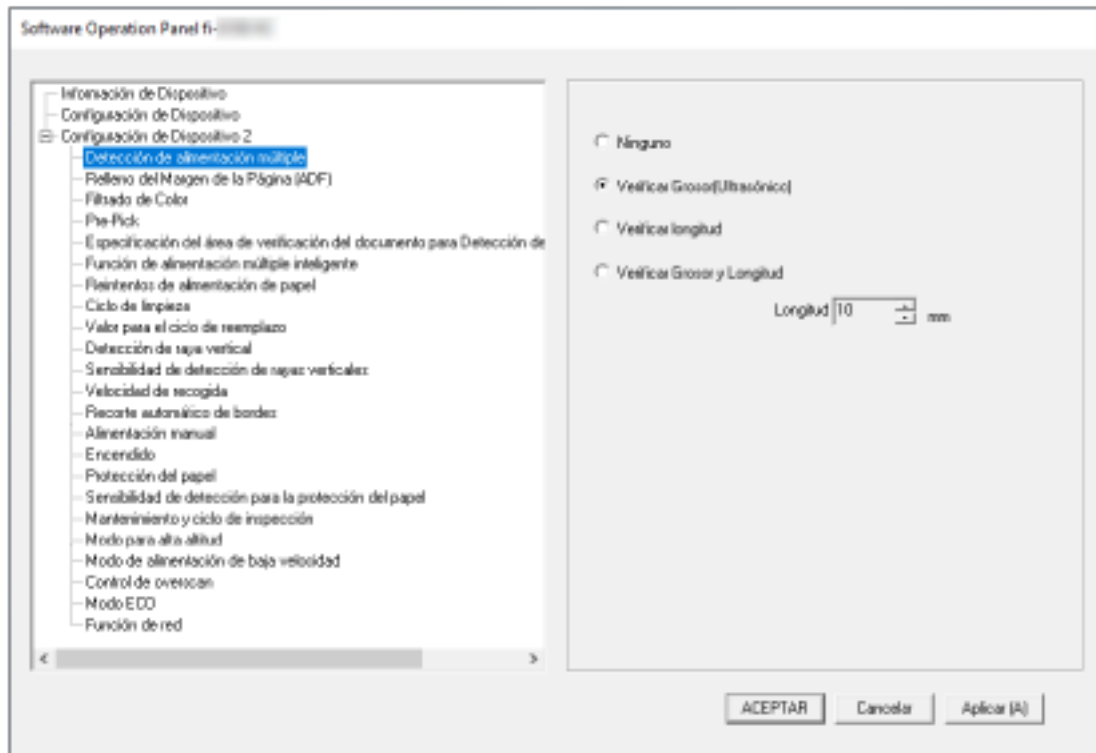 Software Operation Panel fi-
Información de Dispositivo
Configuración de Dispositivo
Configuración de Dispositivo 2
Detección de alimentación múltiple
Relleno del Margen de la Página (ADF)
Filtrado de Color
Pre-Pick
Especificación del área de verificación del documento para Detección de
Función de alimentación múltiple inteligente
Reintentos de alimentación de papel
Ciclo de limpieza
Valor para el ciclo de reemplazo
Detección de raya vertical
Sensibilidad de detección de rayas verticales
Velocidad de recogida
Recorte automático de bordes
Alimentación manual
Encendido
Protección del papel
Sensibilidad de detección para la protección del papel
Mantenimiento y ciclo de inspección
Modo para alta altitud
Modo de alimentación de baja velocidad
Control de overscan
Modo ECO
Función de red
Ninguno
Verificar Grosor(Ultrasónico)
Verificar longitud
Verificar Grosor y Longitud
Longitud 10 mm
ACEPTAR Cancelar Aplicar (A)